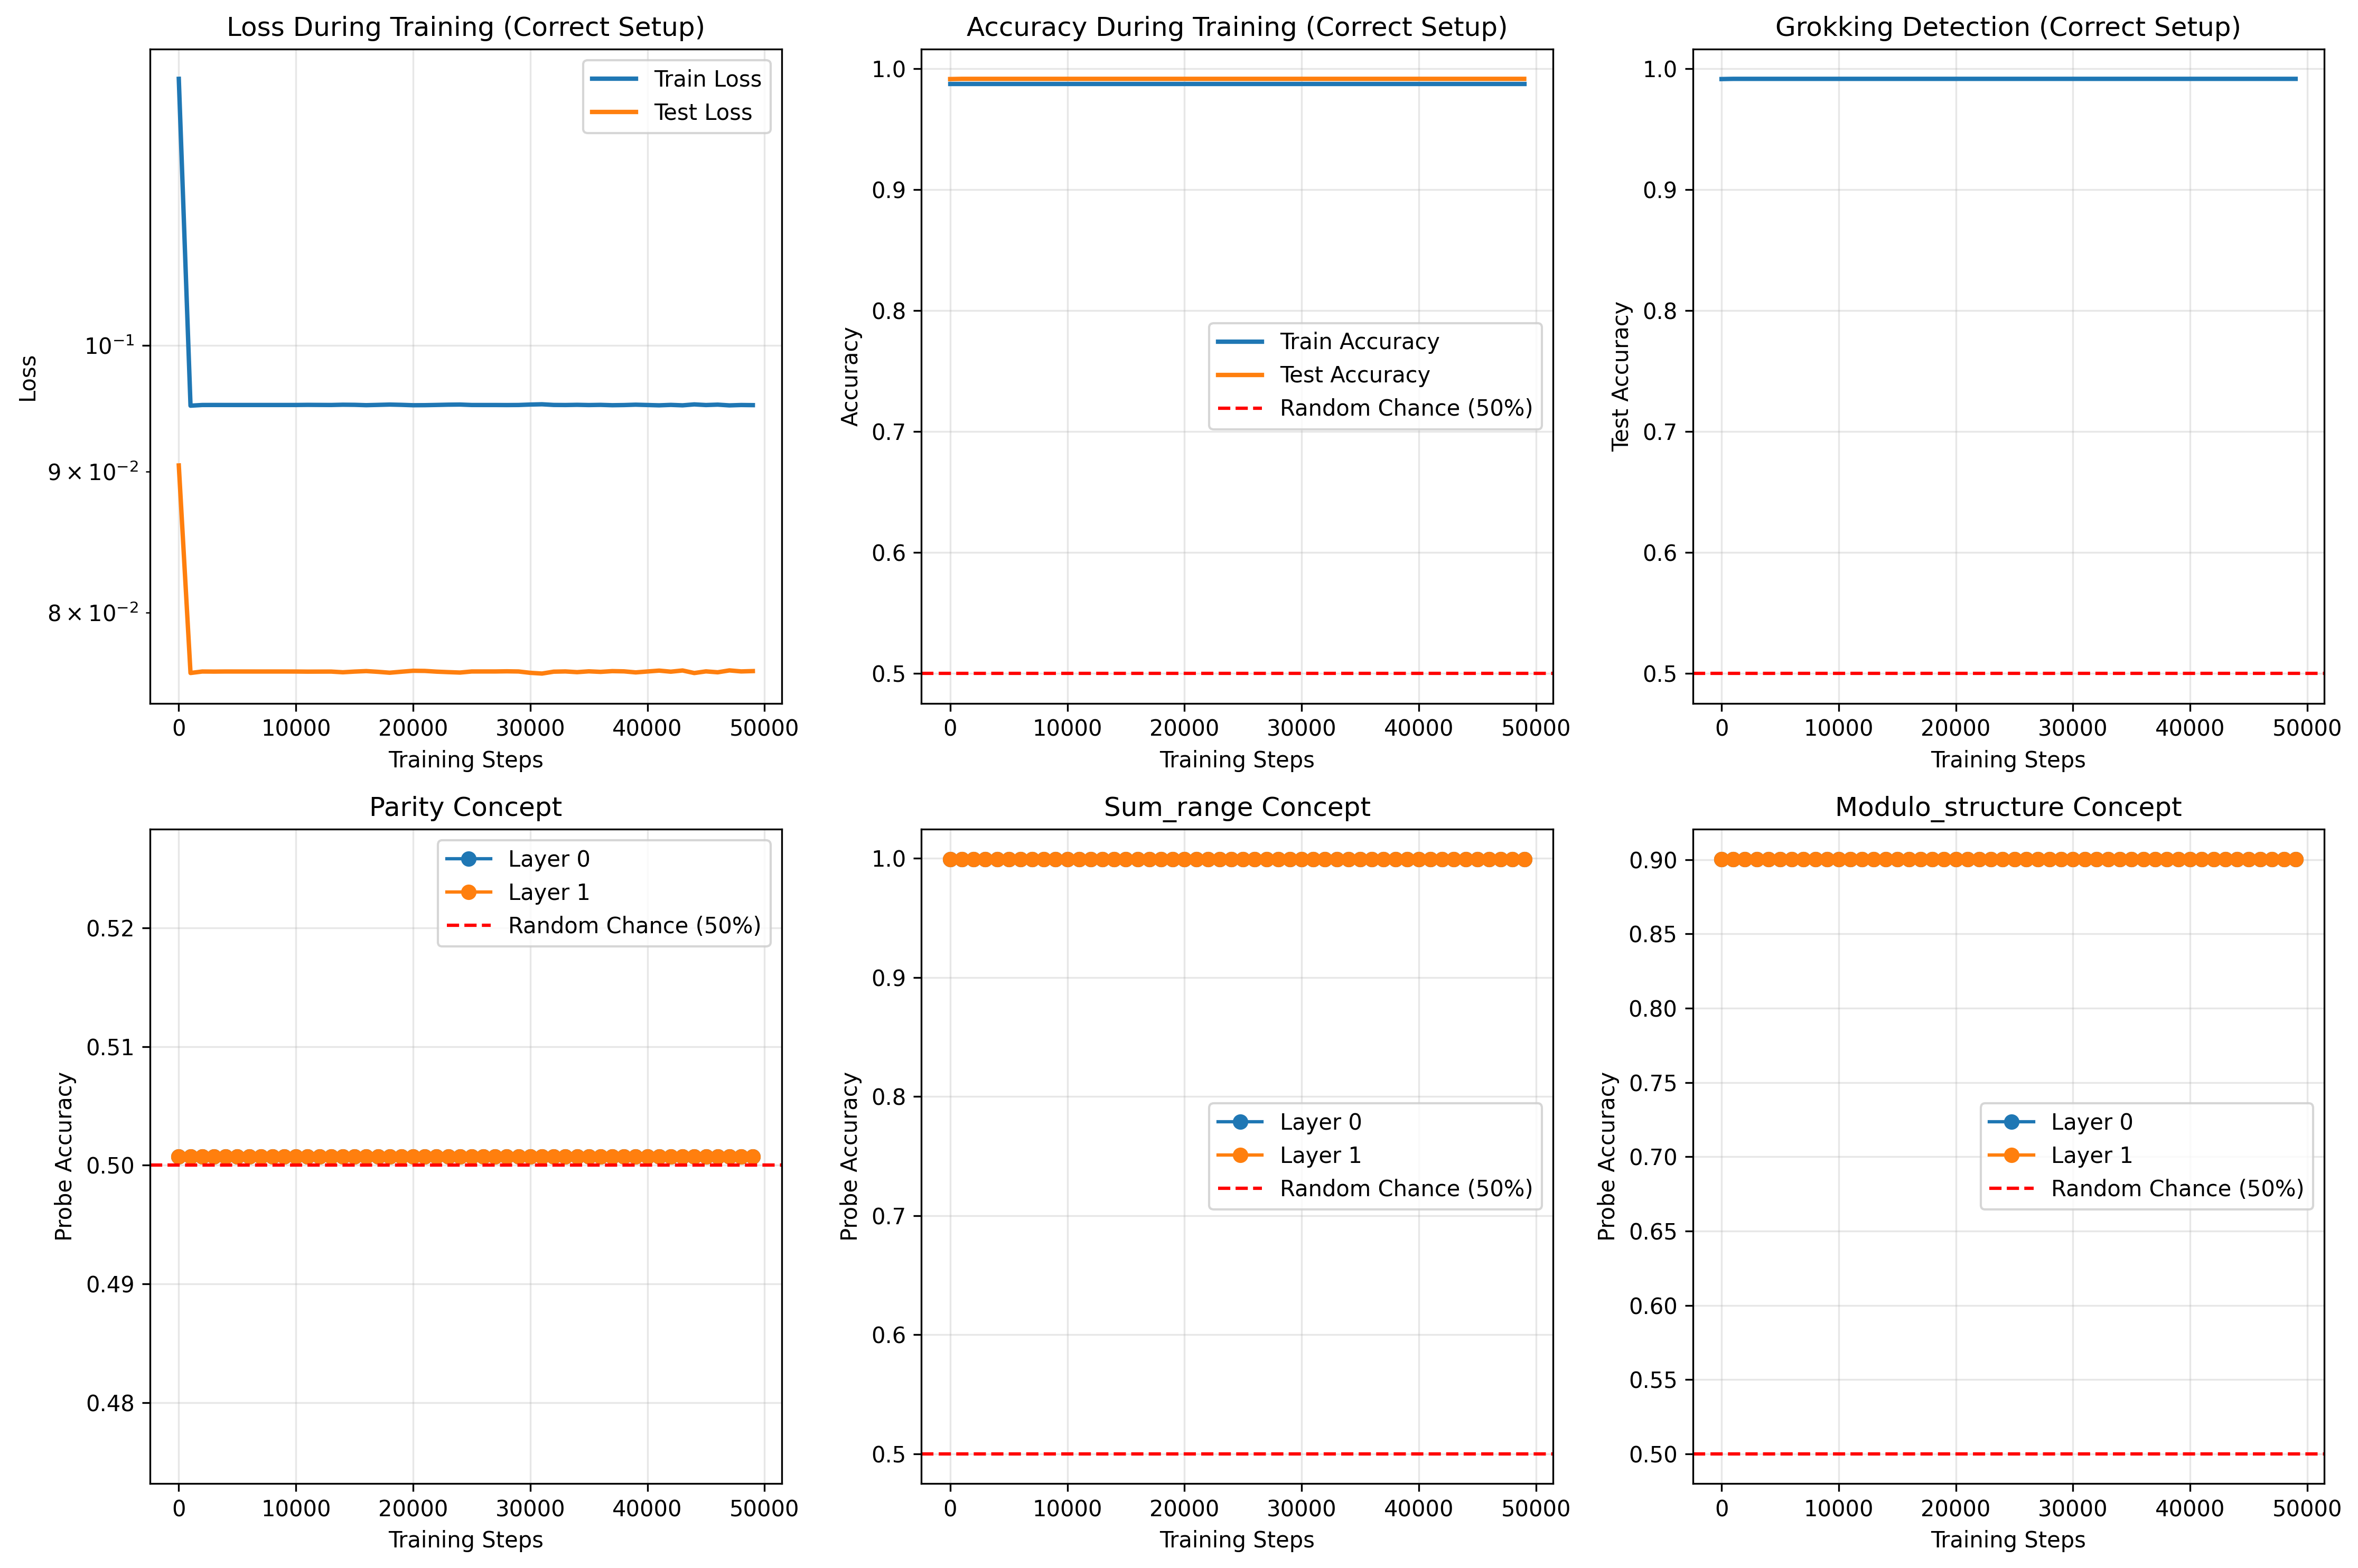 Loss During Training (Correct Setup)
Train Loss
Test Loss
10⁻¹
9 × 10⁻²
8 × 10⁻²
Loss
0 10000 20000 30000 40000 50000
Training Steps
Accuracy During Training (Correct Setup)
1.0
0.9
0.8
0.7
0.6
0.5
Accuracy
Train Accuracy
Test Accuracy
Random Chance (50%)
0 10000 20000 30000 40000 50000
Training Steps
Grokking Detection (Correct Setup)
1.0
0.9
0.8
0.7
0.6
0.5
Test Accuracy
0 10000 20000 30000 40000 50000
Training Steps
Parity Concept
Layer 0
Layer 1
Random Chance (50%)
0.52
0.51
0.50
0.49
0.48
Probe Accuracy
0 10000 20000 30000 40000 50000
Training Steps
Sum_range Concept
1.0
0.9
0.8
0.7
0.6
0.5
Probe Accuracy
Layer 0
Layer 1
Random Chance (50%)
0 10000 20000 30000 40000 50000
Training Steps
Modulo_structure Concept
0.90
0.85
0.80
0.75
0.70
0.65
0.60
0.55
0.50
Probe Accuracy
Layer 0
Layer 1
Random Chance (50%)
0 10000 20000 30000 40000 50000
Training Steps